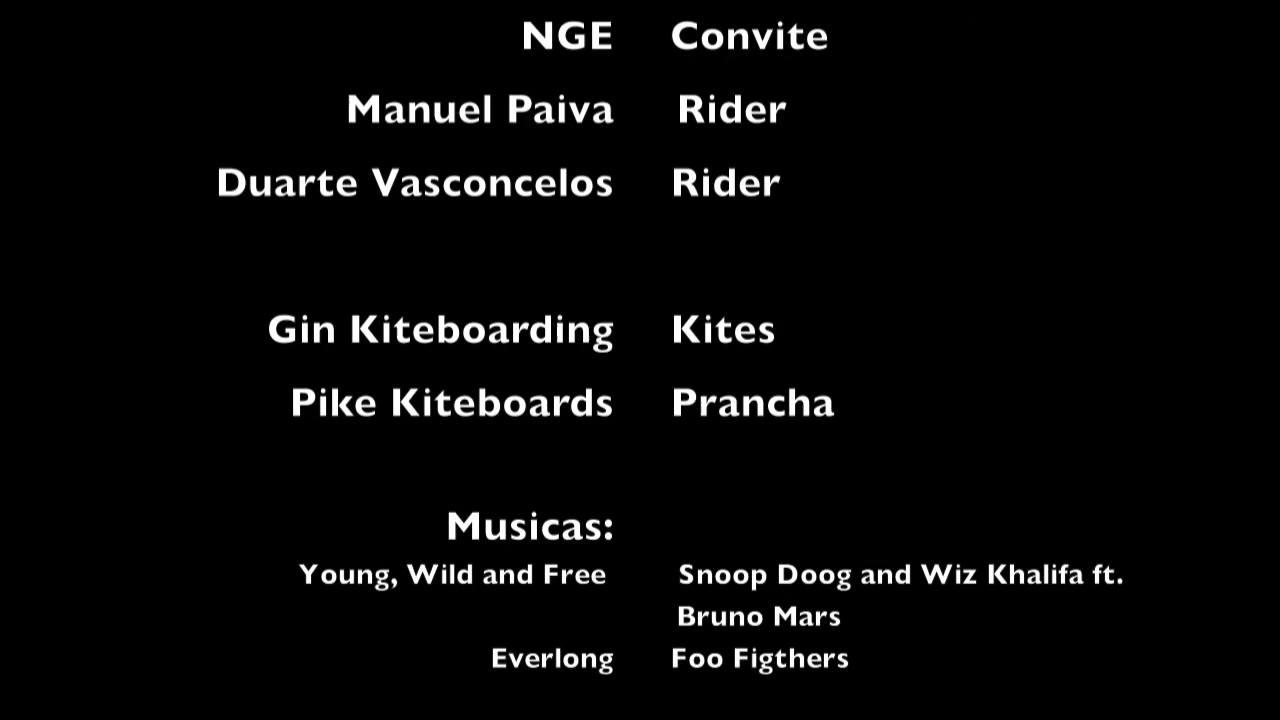 NGE Convite
Manuel Paiva Rider
Duarte Vasconcelos Rider
Gin Kiteboarding Kites
Pike Kiteboards Prancha
Musicas:
Young, Wild and Free Snoop Doog and Wiz Khalifa ft.
Bruno Mars
Everlong Foo Figthers